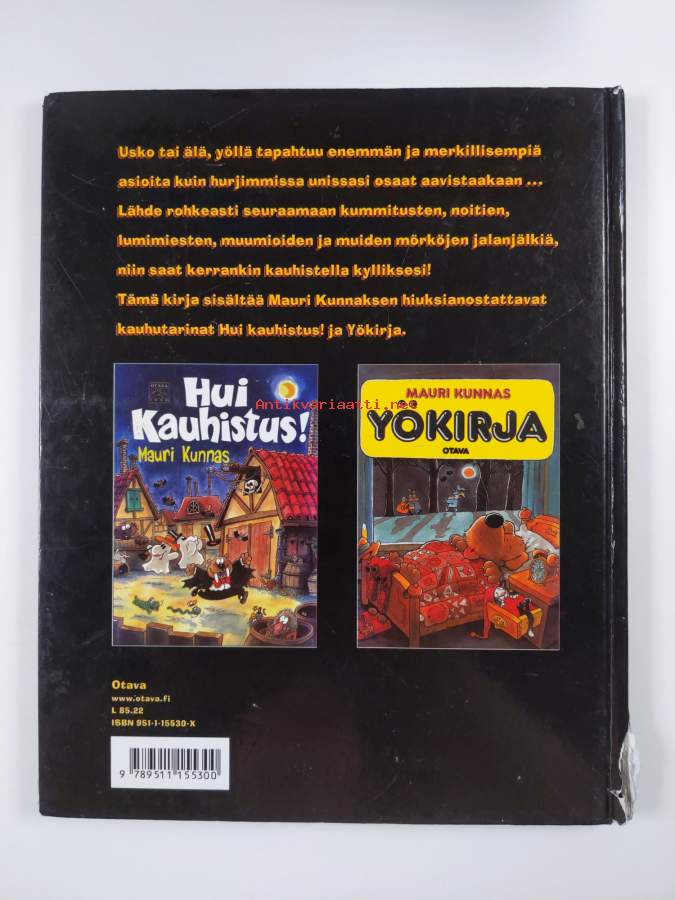 Usko tai älä, yöllä tapahtuu enemmän ja merkillisempiä
asioita kuin hurjimmissa unissasi osaat aavistaakaan ...
Lähde rohkeasti seuraamaan kummitusten, noitien,
lumimiesten, muumioiden ja muiden mörköjen jalanjälkiä,
niin saat kerrankin kauhistella kylliksesi!
Tämä kirja sisältää Mauri Kunnaksen hiuksianostattavat
kauhutarinat Hui kauhistus! ja Yökirja.
OTAVA
Hui
Kauhistus!
Mauri Kunnas
MAURI KUNNAS
YÖKIRJA
OTAVA
Antikvariaatti.net
Otava
www.otava.fi
L 85.22
ISBN 951-1-15530-X
9 789511 155300